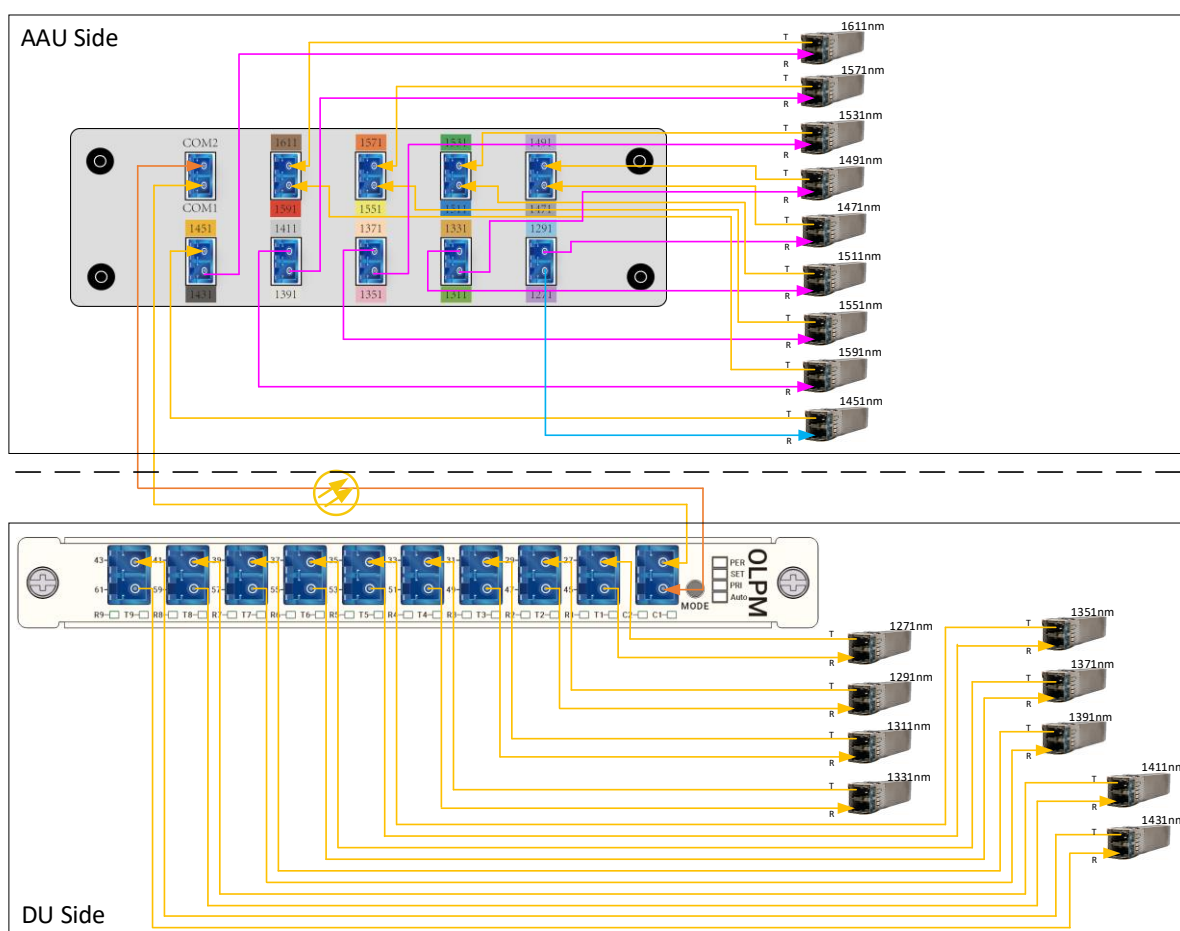 AAU Side
1611nm
T
R
1571nm
T
R
1531nm
T
R
1491nm
T
R
1471nm
T
R
1511nm
T
R
1551nm
T
R
1591nm
T
R
1451nm
T
R
COM2 1611 1571 1531 1491
COM1 1591 1551 1511 1471
1451 1411 1371 1331 1291
1431 1391 1351 1311 1271
43 41 39 37 35 33 31 29 27
61 59 57 55 53 51 49 47 45
R9 T9 R8 T8 R7 T7 R6 T6 R5 T5 R4 T4 R3 T3 R2 T2 R1 T1 C2 C1
MODE
PER
SET
PRI
Auto
OLPM
1271nm
T
R
1291nm
T
R
1311nm
T
R
1331nm
T
R
1351nm
T
R
1371nm
T
R
1391nm
T
R
1411nm
T
R
1431nm
T
R
DU Side